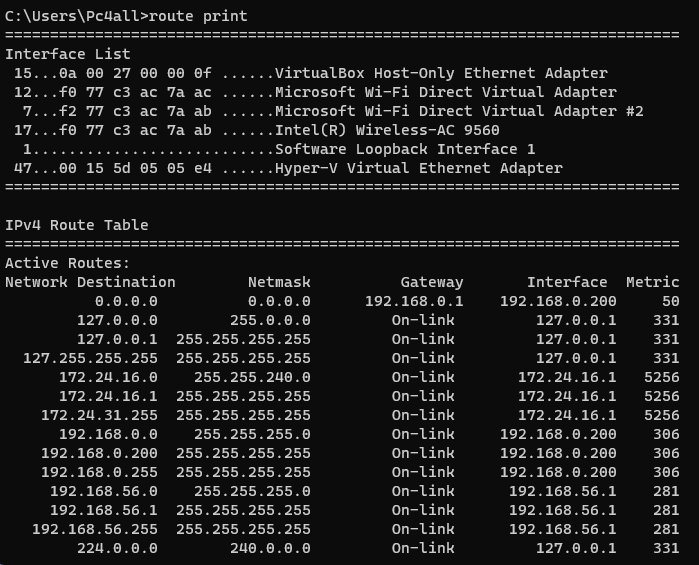 C:\Users\Pc4all>route print
===========================================================================
Interface List
 15...0a 00 27 00 00 0f ......VirtualBox Host-Only Ethernet Adapter
 12...f0 77 c3 ac 7a ac ......Microsoft Wi-Fi Direct Virtual Adapter
  7...f2 77 c3 ac 7a ab ......Microsoft Wi-Fi Direct Virtual Adapter #2
 17...f0 77 c3 ac 7a ab ......Intel(R) Wireless-AC 9560
  1...........................Software Loopback Interface 1
 47...00 15 5d 05 05 e4 ......Hyper-V Virtual Ethernet Adapter
===========================================================================
IPv4 Route Table
===========================================================================
Active Routes:
Network Destination        Netmask          Gateway       Interface  Metric
          0.0.0.0          0.0.0.0      192.168.0.1    192.168.0.200     50
        127.0.0.0        255.0.0.0         On-link         127.0.0.1    331
        127.0.0.1  255.255.255.255         On-link         127.0.0.1    331
  127.255.255.255  255.255.255.255         On-link         127.0.0.1    331
      172.24.16.0    255.255.240.0         On-link       172.24.16.1   5256
      172.24.16.1  255.255.255.255         On-link       172.24.16.1   5256
    172.24.31.255  255.255.255.255         On-link       172.24.16.1   5256
      192.168.0.0    255.255.255.0         On-link     192.168.0.200    306
    192.168.0.200  255.255.255.255         On-link     192.168.0.200    306
    192.168.0.255  255.255.255.255         On-link     192.168.0.200    306
     192.168.56.0    255.255.255.0         On-link      192.168.56.1    281
     192.168.56.1  255.255.255.255         On-link      192.168.56.1    281
   192.168.56.255  255.255.255.255         On-link      192.168.56.1    281
        224.0.0.0        240.0.0.0         On-link         127.0.0.1    331